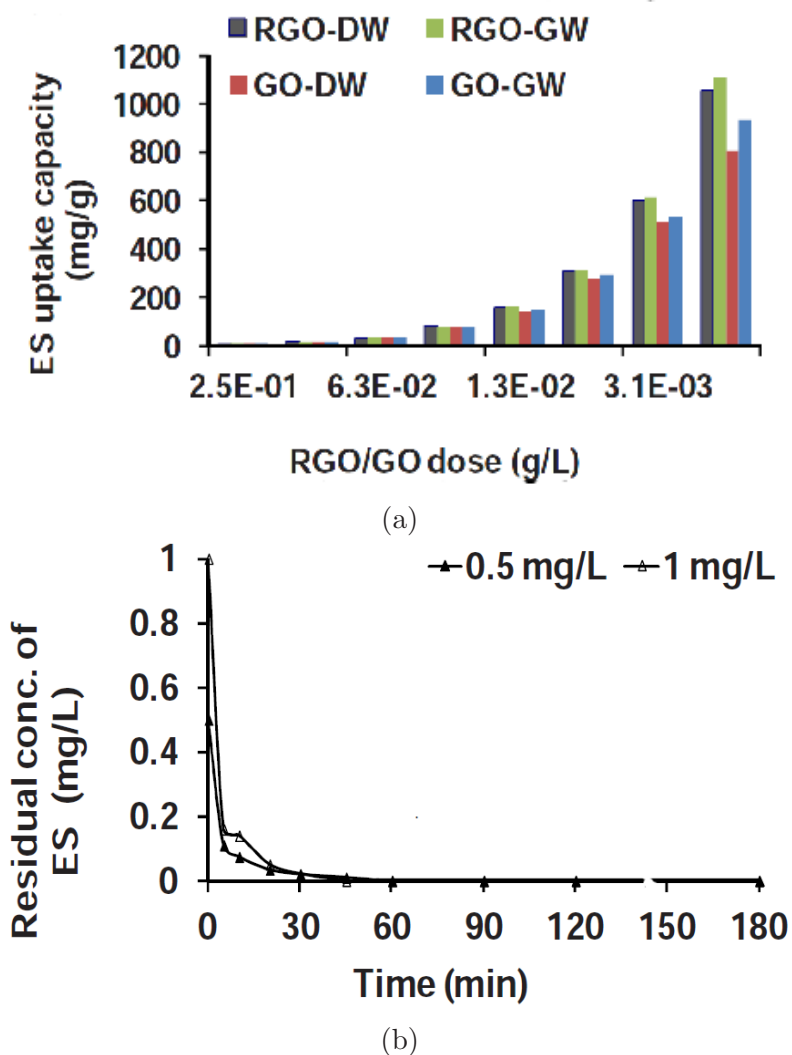 RGO-DW RGO-GW
GO-DW GO-GW
1200
1000
800
600
400
200
0
ES uptake capacity
(mg/g)
2.5E-01 6.3E-02 1.3E-02 3.1E-03
RGO/GO dose (g/L)
(a)
0.5 mg/L 1 mg/L
1
0.8
0.6
0.4
0.2
0
Residual conc. of
ES (mg/L)
0 30 60 90 120 150 180
Time (min)
(b)